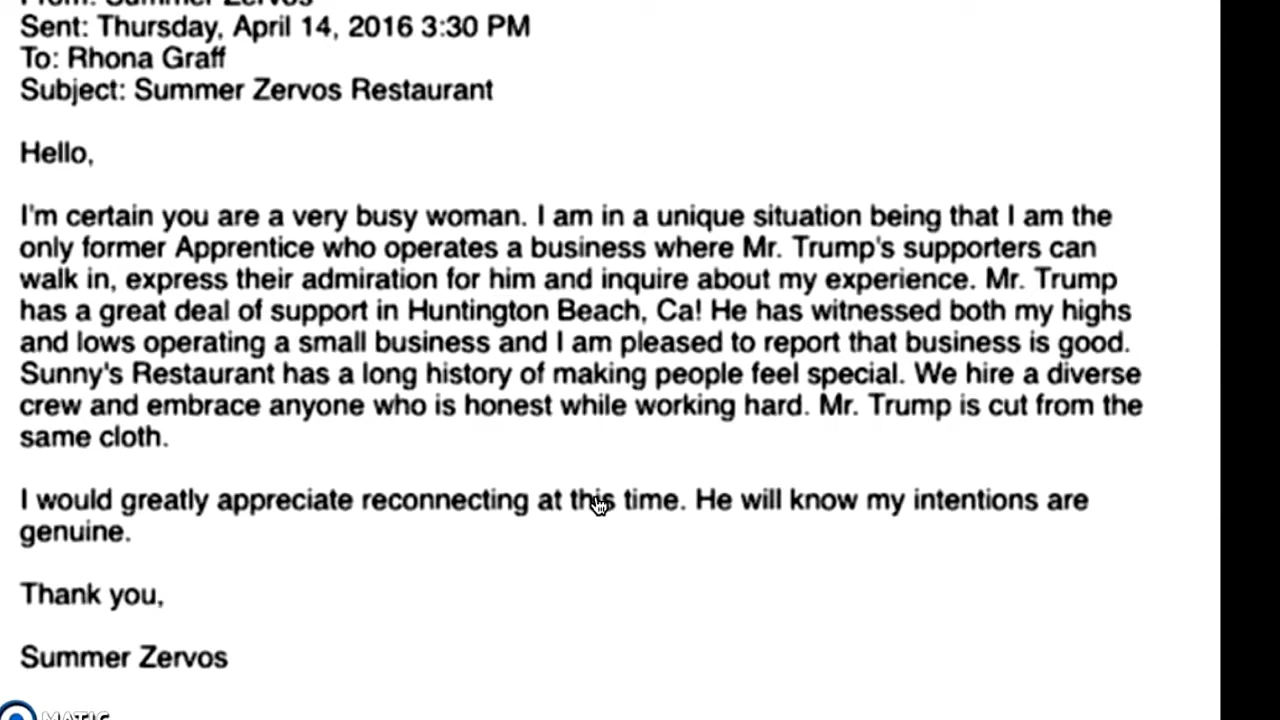 From: Summer Zervos
Sent: Thursday, April 14, 2016 3:30 PM
To: Rhona Graff
Subject: Summer Zervos Restaurant
Hello,
I'm certain you are a very busy woman. I am in a unique situation being that I am the
only former Apprentice who operates a business where Mr. Trump's supporters can
walk in, express their admiration for him and inquire about my experience. Mr. Trump
has a great deal of support in Huntington Beach, Ca! He has witnessed both my highs
and lows operating a small business and I am pleased to report that business is good.
Sunny's Restaurant has a long history of making people feel special. We hire a diverse
crew and embrace anyone who is honest while working hard. Mr. Trump is cut from the
same cloth.
I would greatly appreciate reconnecting at this time. He will know my intentions are
genuine.
Thank you,
Summer Zervos